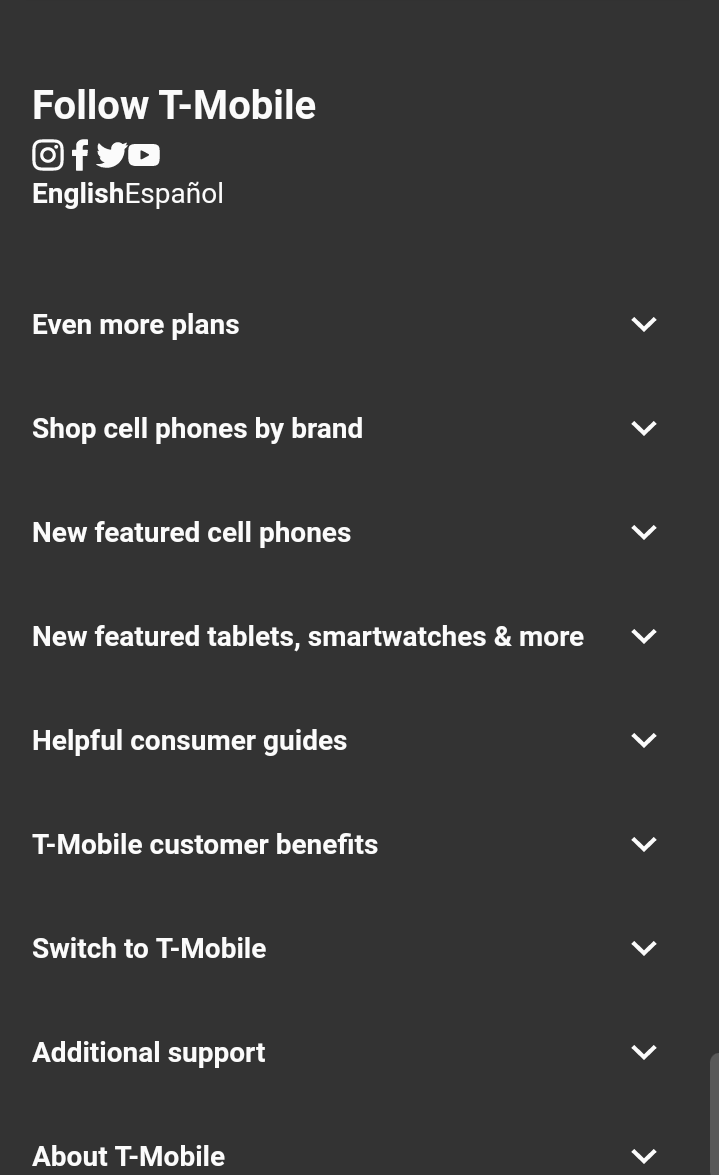 Follow T-Mobile
EnglishEspañol
Even more plans
Shop cell phones by brand
New featured cell phones
New featured tablets, smartwatches & more
Helpful consumer guides
T-Mobile customer benefits
Switch to T-Mobile
Additional support
About T-Mobile